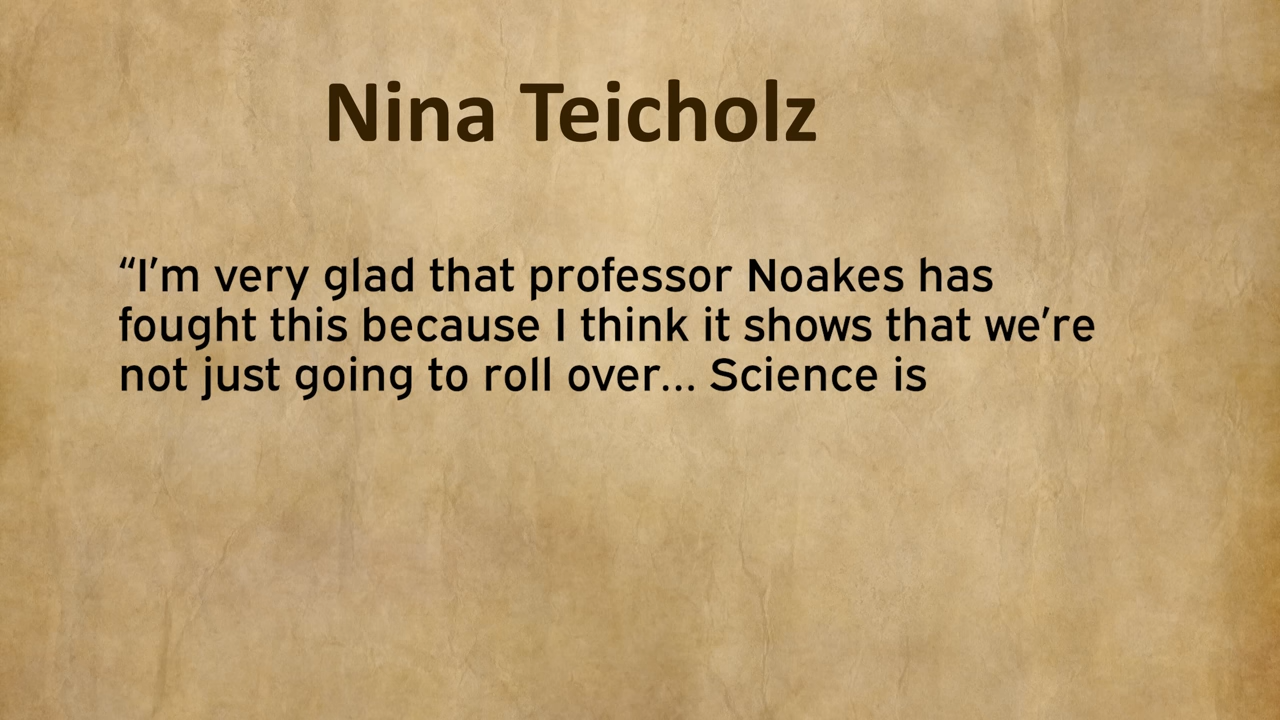 Nina Teicholz
“I’m very glad that professor Noakes has
fought this because I think it shows that we’re
not just going to roll over... Science is